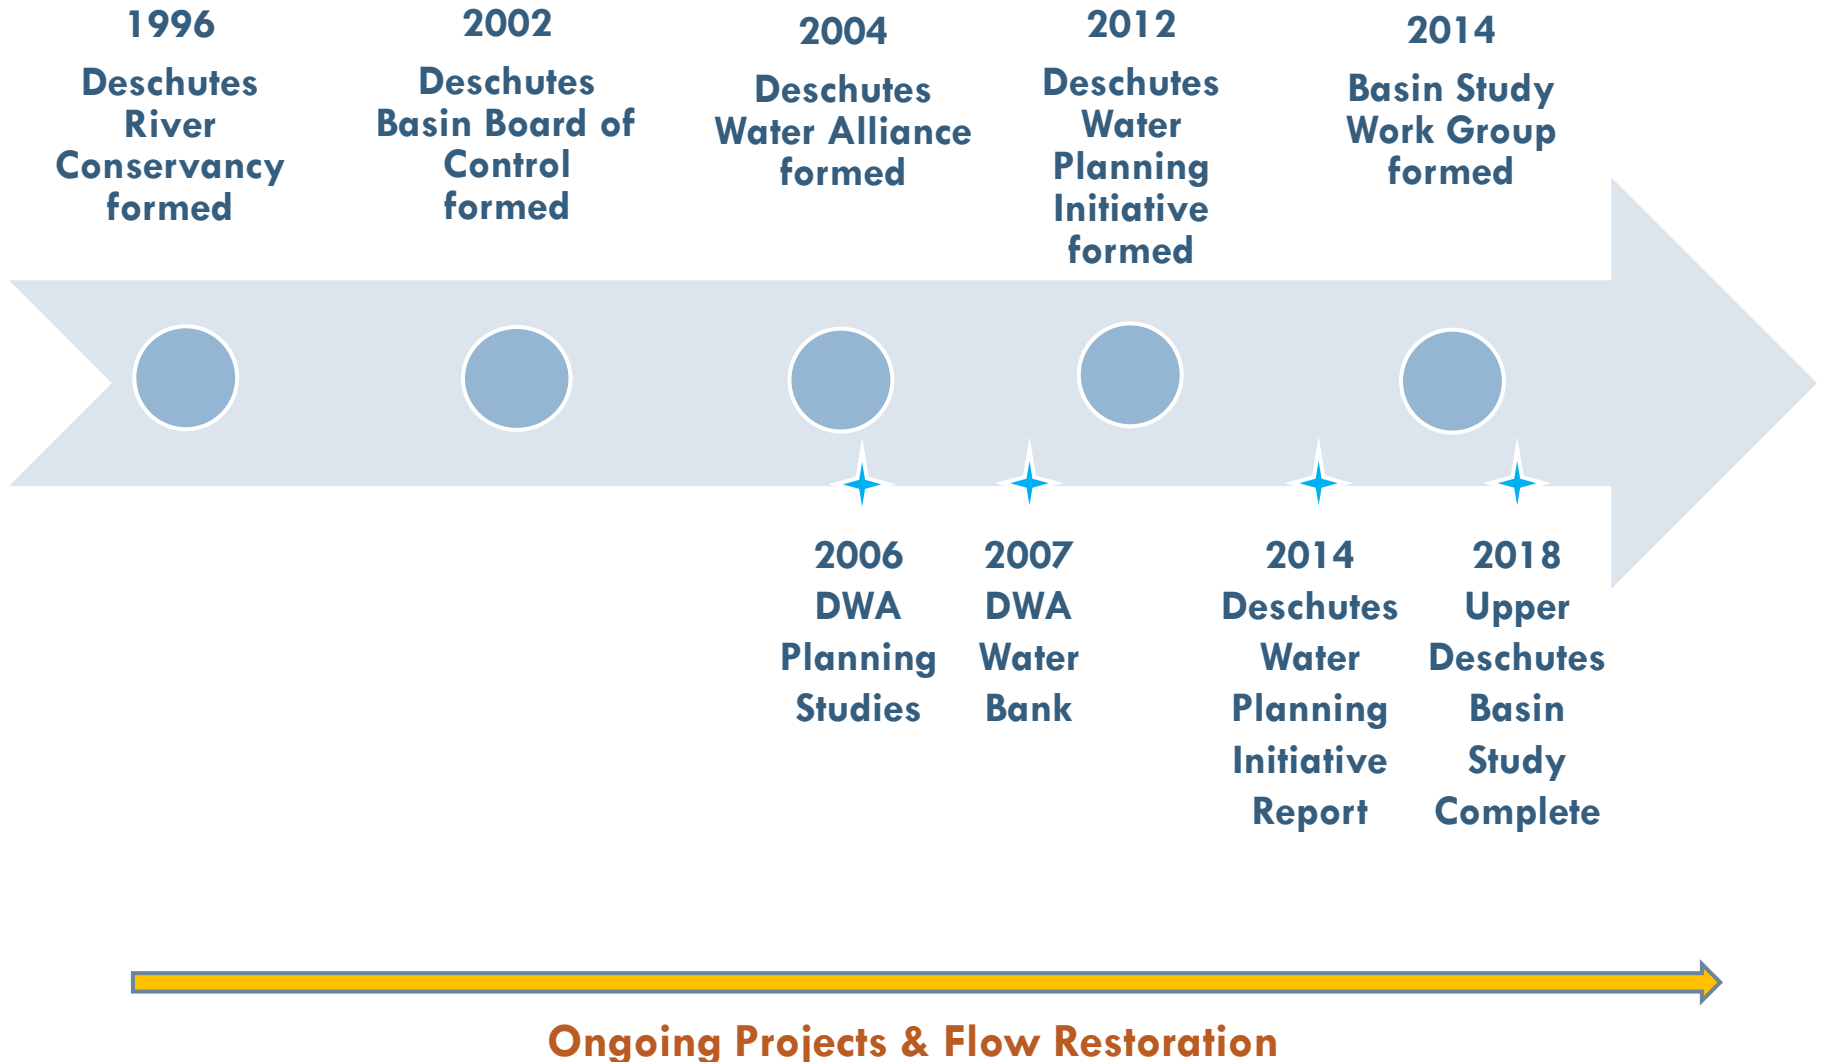 1996
Deschutes
River
Conservancy
formed
2002
Deschutes
Basin Board of
Control
formed
2004
Deschutes
Water Alliance
formed
2012
Deschutes
Water
Planning
Initiative
formed
2014
Basin Study
Work Group
formed
2006
DWA
Planning
Studies
2007
DWA
Water
Bank
2014
Deschutes
Water
Planning
Initiative
Report
2018
Upper
Deschutes
Basin
Study
Complete
Ongoing Projects & Flow Restoration